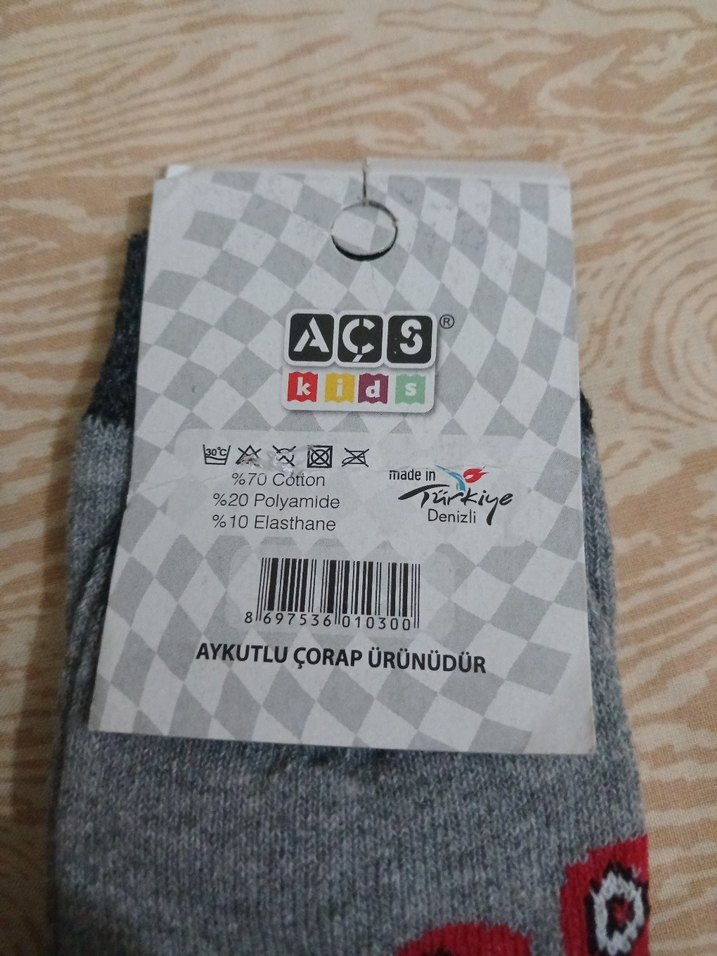 AÇS®
kids
30°C
%70 Cotton
%20 Polyamide
%10 Elasthane
made in
Türkiye
Denizli
8 697536 010300
AYKUTLU ÇORAP ÜRÜNÜDÜR